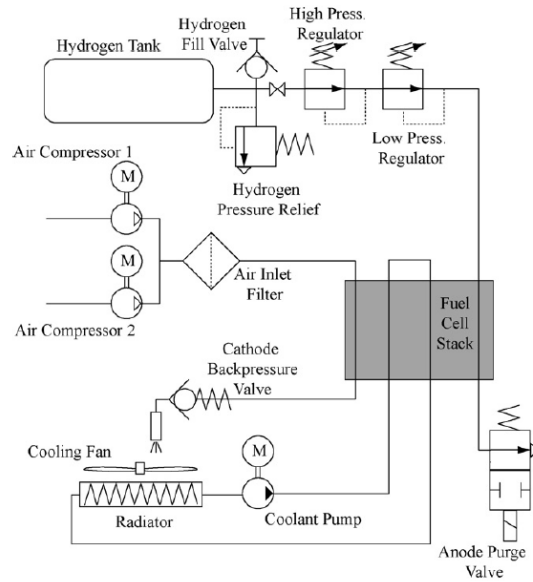 Hydrogen Tank
Hydrogen
Fill Valve
High Press.
Regulator
Low Press.
Regulator
Hydrogen
Pressure Relief
Air Compressor 1
M
M
Air Compressor 2
Air Inlet
Filter
Fuel
Cell
Stack
Cathode
Backpressure
Valve
Cooling Fan
M
Radiator
Coolant Pump
Anode Purge
Valve